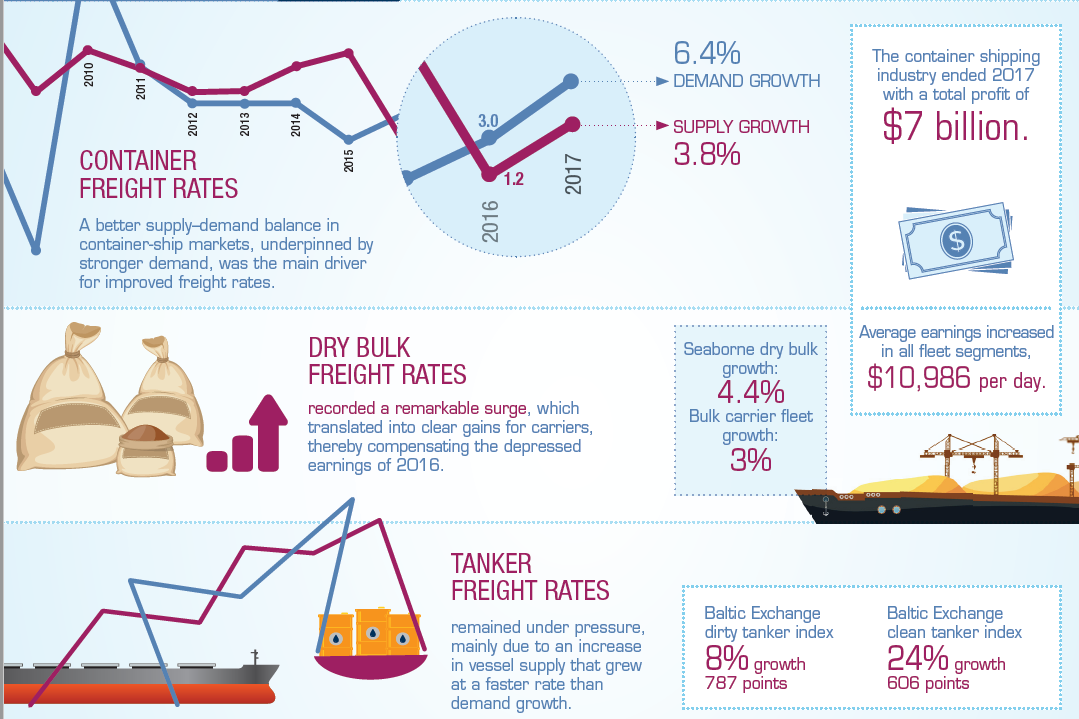 2010
2011
2012
2013
2014
2015
3.0
1.2
2016
2017
6.4%
DEMAND GROWTH
SUPPLY GROWTH
3.8%
The container shipping
industry ended 2017
with a total profit of
$7 billion.
CONTAINER
FREIGHT RATES
A better supply–demand balance in
container-ship markets, underpinned by
stronger demand, was the main driver
for improved freight rates.
$
DRY BULK
FREIGHT RATES
recorded a remarkable surge, which
translated into clear gains for carriers,
thereby compensating the depressed
earnings of 2016.
Seaborne dry bulk
growth:
4.4%
Bulk carrier fleet
growth:
3%
Average earnings increased
in all fleet segments,
$10,986 per day.
TANKER
FREIGHT RATES
remained under pressure,
mainly due to an increase
in vessel supply that grew
at a faster rate than
demand growth.
Baltic Exchange
dirty tanker index
8% growth
787 points
Baltic Exchange
clean tanker index
24% growth
606 points